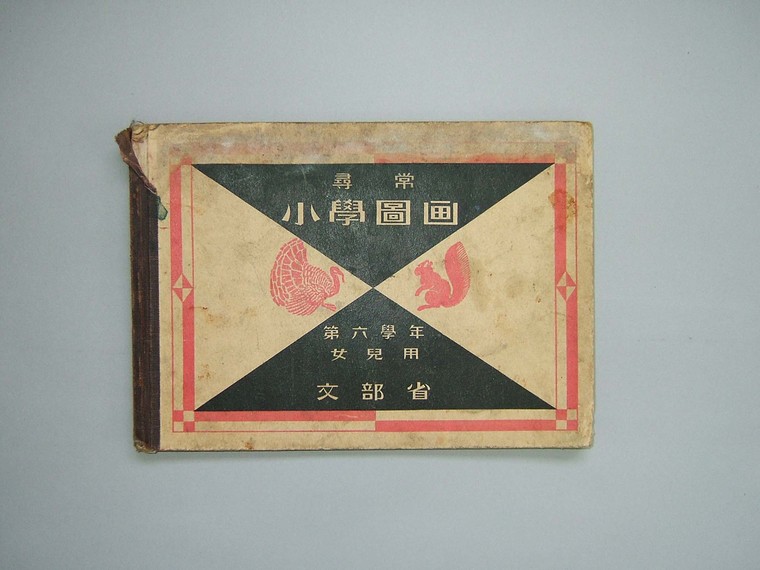 尋常
小學圖画
第六學年
女兒用
文部省